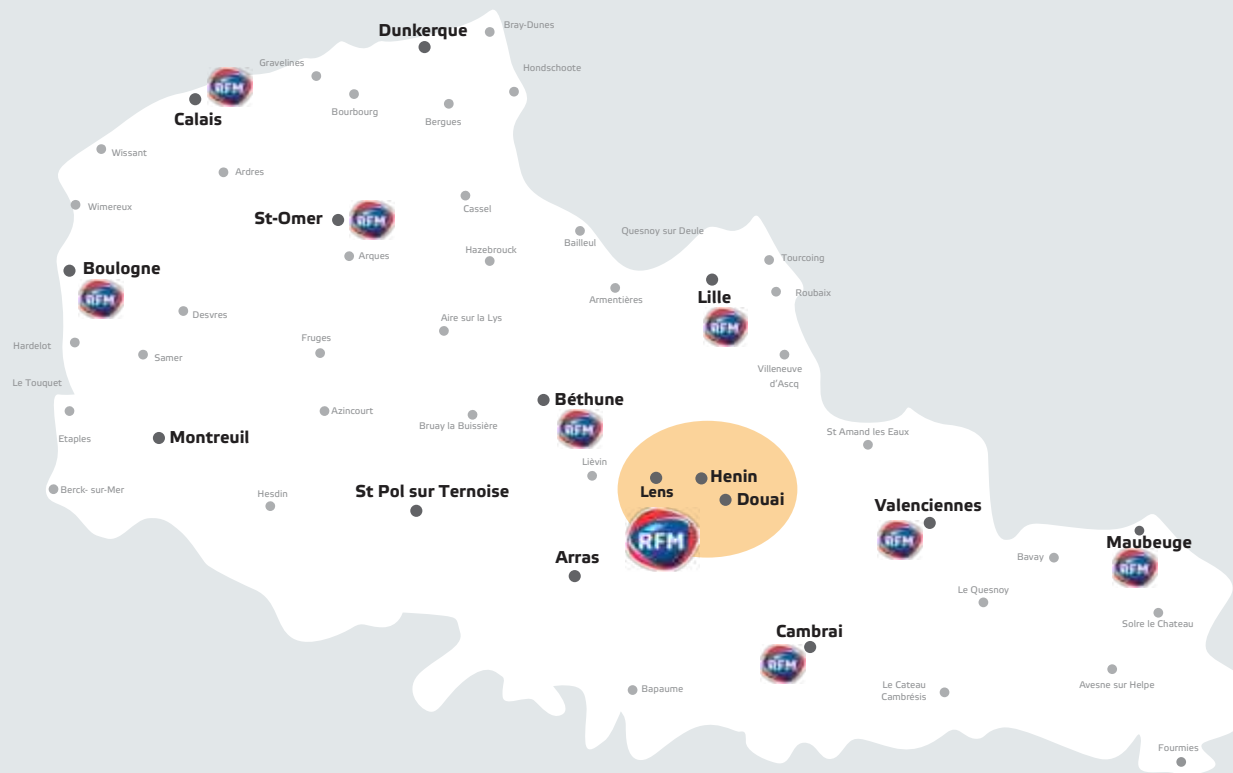 Dunkerque
Bray-Dunes
Gravelines
Hondschoote
RFM
Calais
Bourbourg
Bergues
Wissant
Ardres
Wimereux
Cassel
St-Omer
RFM
Bailleul
Quesnoy sur Deule
Hazebrouck
Arques
Tourcoing
Boulogne
RFM
Armentières
Lille
Roubaix
RFM
Desvres
Aire sur la Lys
Hardelot
Samer
Fruges
Villeneuve
d'Ascq
Le Touquet
Béthune
RFM
Etaples
Azincourt
Bruay la Buissière
St Amand les Eaux
Montreuil
Liévin
Berck- sur-Mer
Hesdin
St Pol sur Ternoise
Lens
Henin
Douai
RFM
Valenciennes
RFM
Arras
Maubeuge
RFM
Bavay
Le Quesnoy
Solre le Chateau
Cambrai
RFM
Bapaume
Le Cateau
Cambrésis
Avesne sur Helpe
Fourmies